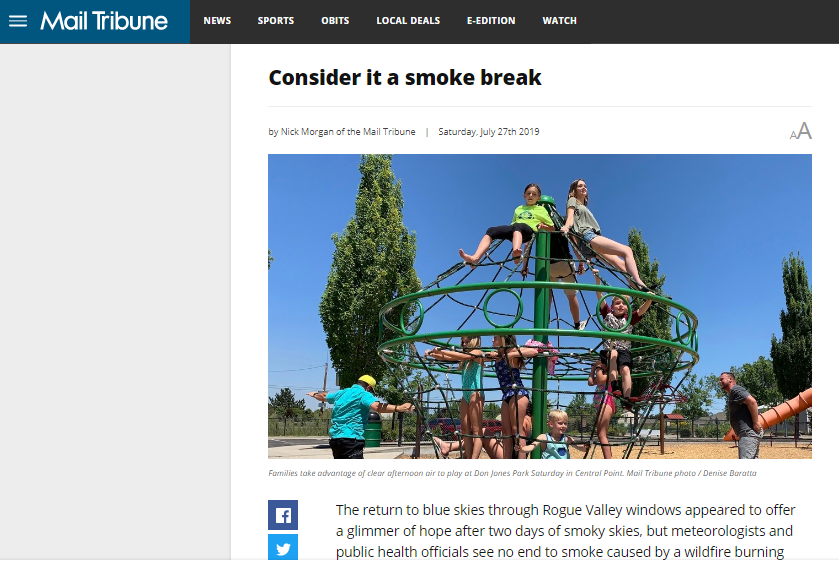 Mail Tribune NEWS SPORTS OBITS LOCAL DEALS E-EDITION WATCH
Consider it a smoke break
by Nick Morgan of the Mail Tribune | Saturday, July 27th 2019
AA
Families take advantage of clear afternoon air to play at Don Jones Park Saturday in Central Point. Mail Tribune photo / Denise Baratta
The return to blue skies through Rogue Valley windows appeared to offer
a glimmer of hope after two days of smoky skies, but meteorologists and
public health officials see no end to smoke caused by a wildfire burning